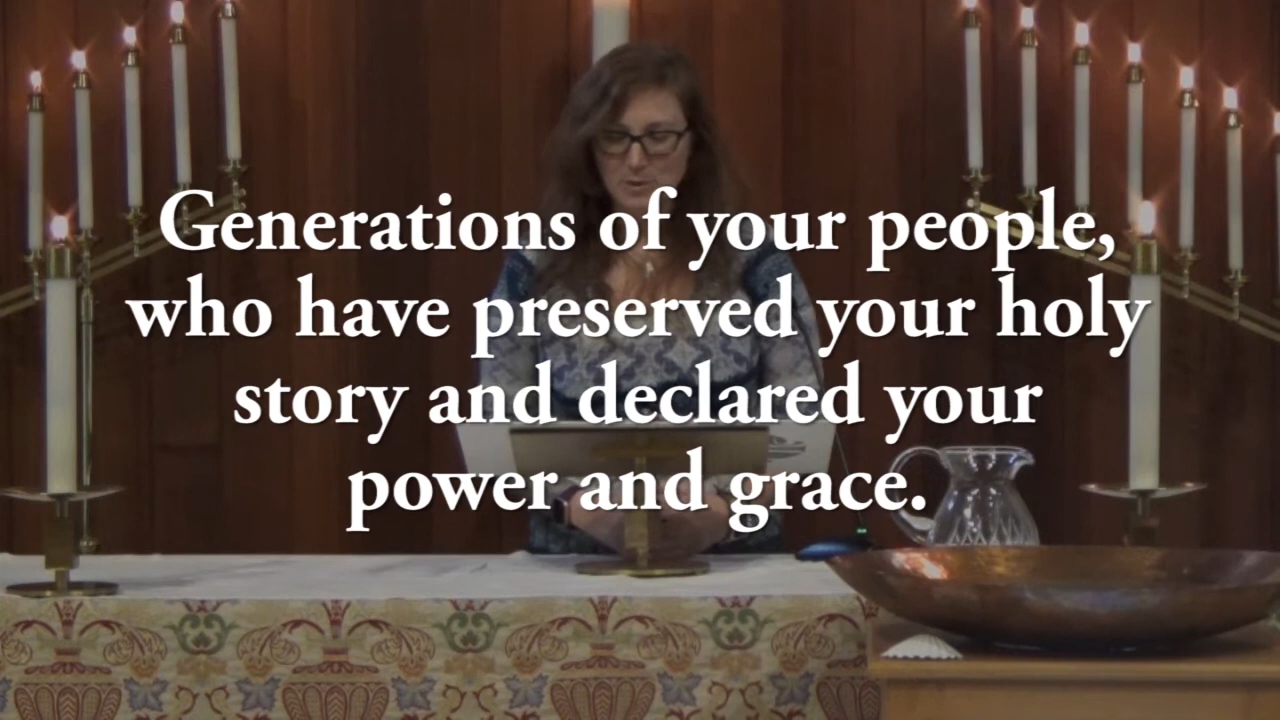 Generations of your people,
who have preserved your holy
story and declared your
power and grace.